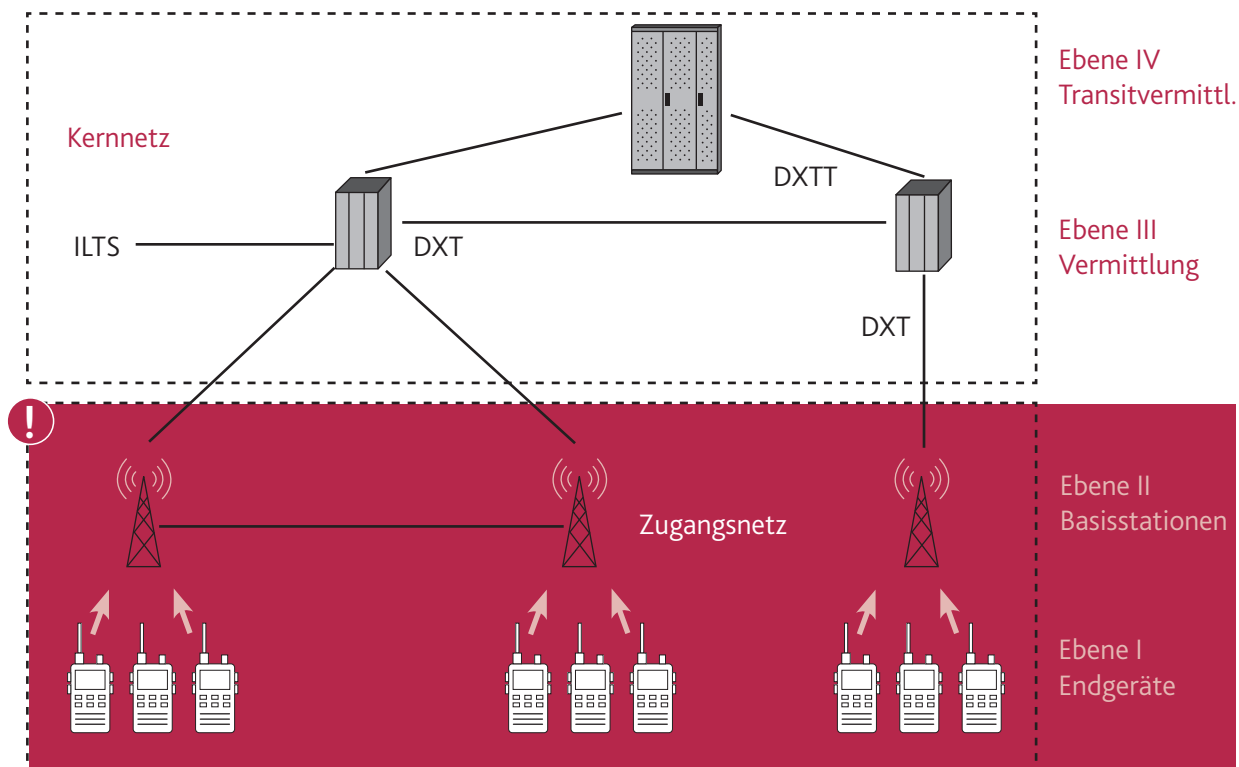 Ebene IV
Transitvermittl.
Kernnetz
DXTT
ILTS
DXT
Ebene III
Vermittlung
DXT
!
Zugangsnetz
Ebene II
Basisstationen
Ebene I
Endgeräte